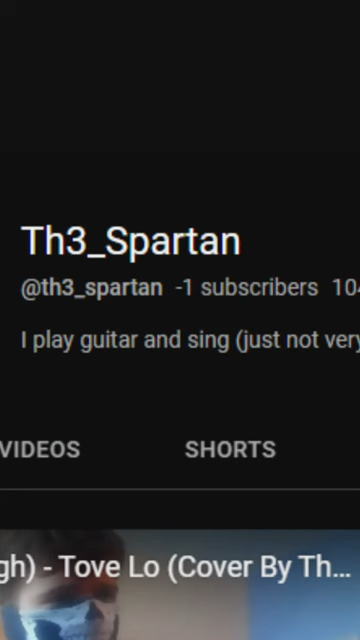 Th3_Spartan
@th3_spartan -1 subscribers 104
I play guitar and sing (just not very
VIDEOS SHORTS
gh) - Tove Lo (Cover By Th...